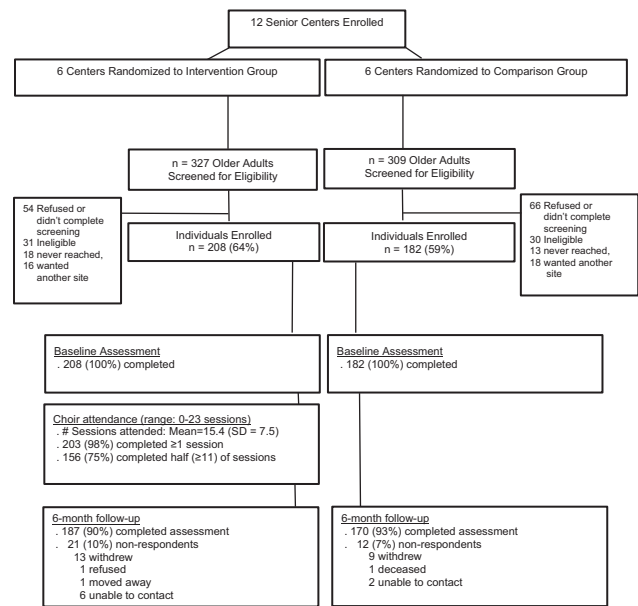 12 Senior Centers Enrolled
6 Centers Randomized to Intervention Group
6 Centers Randomized to Comparison Group
n = 327 Older Adults
Screened for Eligibility
n = 309 Older Adults
Screened for Eligibility
54 Refused or
didn't complete
screening
31 Ineligible
18 never reached,
16 wanted
another site
66 Refused or
didn't complete
screening
30 Ineligible
13 never reached,
18 wanted
another site
Individuals Enrolled
n = 208 (64%)
Individuals Enrolled
n = 182 (59%)
Baseline Assessment
. 208 (100%) completed
Baseline Assessment
. 182 (100%) completed
Choir attendance (range: 0-23 sessions)
. # Sessions attended: Mean=15.4 (SD = 7.5)
. 203 (98%) completed ≥1 session
. 156 (75%) completed half (≥11) of sessions
6-month follow-up
. 187 (90%) completed assessment
. 21 (10%) non-respondents
13 withdrew
1 refused
1 moved away
6 unable to contact
6-month follow-up
. 170 (93%) completed assessment
. 12 (7%) non-respondents
9 withdrew
1 deceased
2 unable to contact